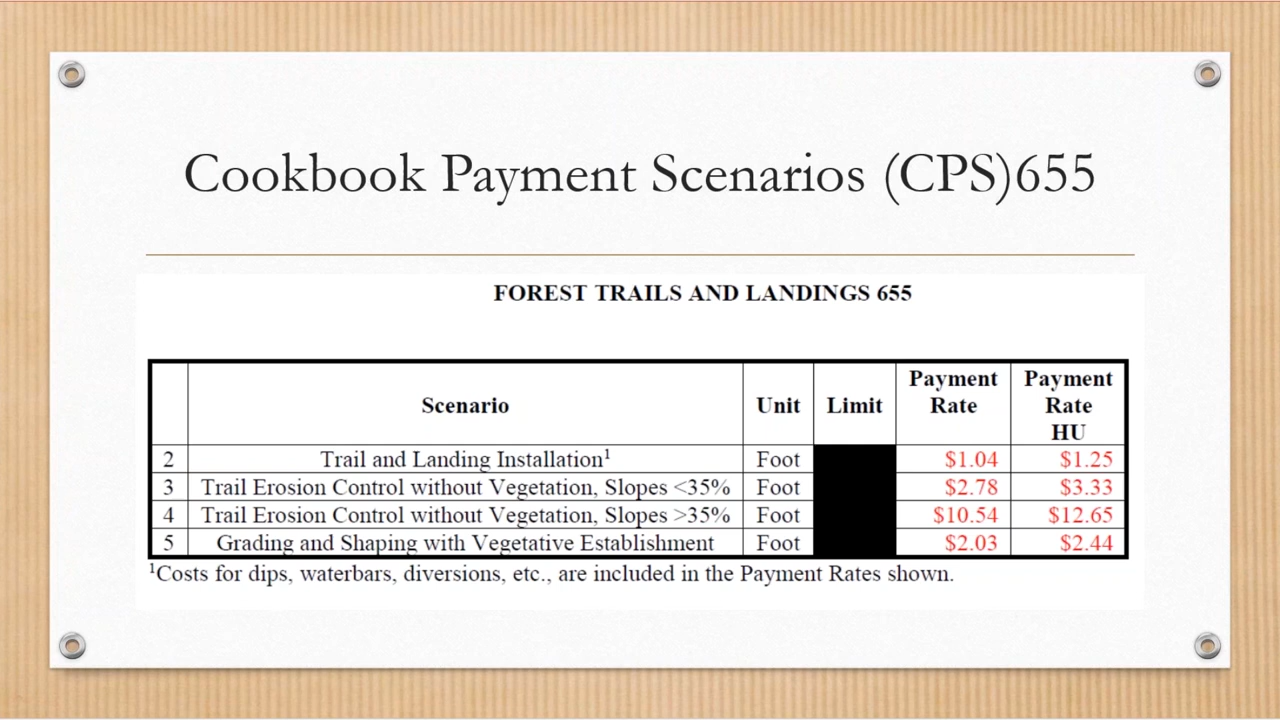 Cookbook Payment Scenarios (CPS)655
FOREST TRAILS AND LANDINGS 655
Scenario Unit Limit Payment Rate Payment Rate HU
2 Trail and Landing Installation¹ Foot $1.04 $1.25
3 Trail Erosion Control without Vegetation, Slopes <35% Foot $2.78 $3.33
4 Trail Erosion Control without Vegetation, Slopes >35% Foot $10.54 $12.65
5 Grading and Shaping with Vegetative Establishment Foot $2.03 $2.44
¹Costs for dips, waterbars, diversions, etc., are included in the Payment Rates shown.